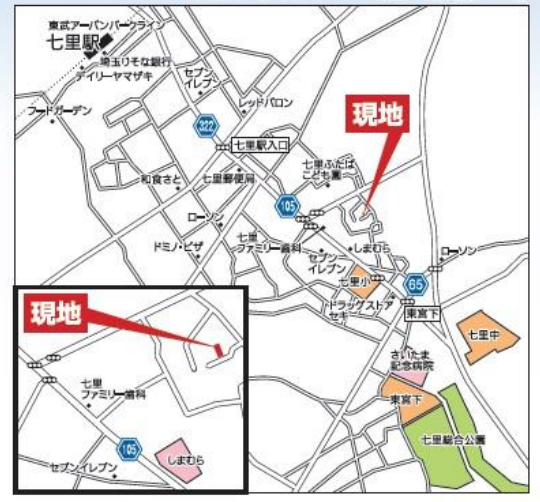 東武アーバンパークライン
七里駅
埼玉りそな銀行
デイリーヤマザキ
セブン
イレブン
フードガーデン
レッドバロン
322
七里駅入口
現地
七里ふたば
こども園
和食さと
七里郵便局
105
ローソン
ドミノ・ピザ
七里
ファミリー歯科
しまむら
セブン
イレブン
ローソン
七里小
65
ドラッグストア
セキ
東宮下
七里中
さいたま
記念病院
東宮下
七里総合公園
現地
七里
ファミリー歯科
105
しまむら
セブンイレブン